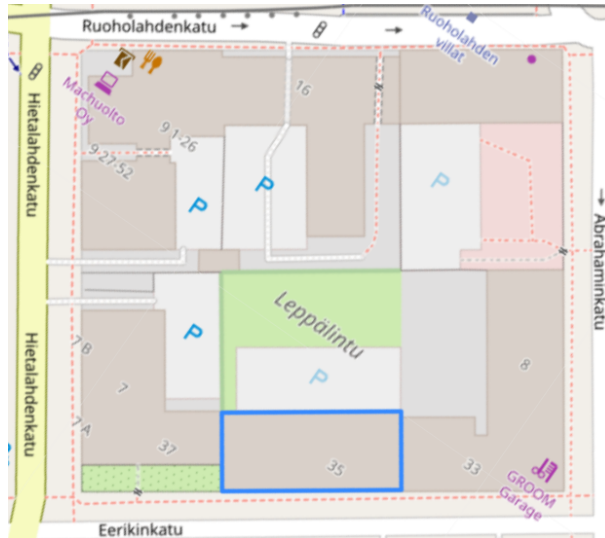 Ruoholahdenkatu
Ruoholahden
villat
Machuolto
Oy
16
9 1-26
9 27-52
P
P
P
Hietalahdenkatu
Abrahaminkatu
Leppälintu
P
P
Hietalahdenkatu
7 B
7
7 A
8
37
35
33
GROOM
Garage
Eerikinkatu